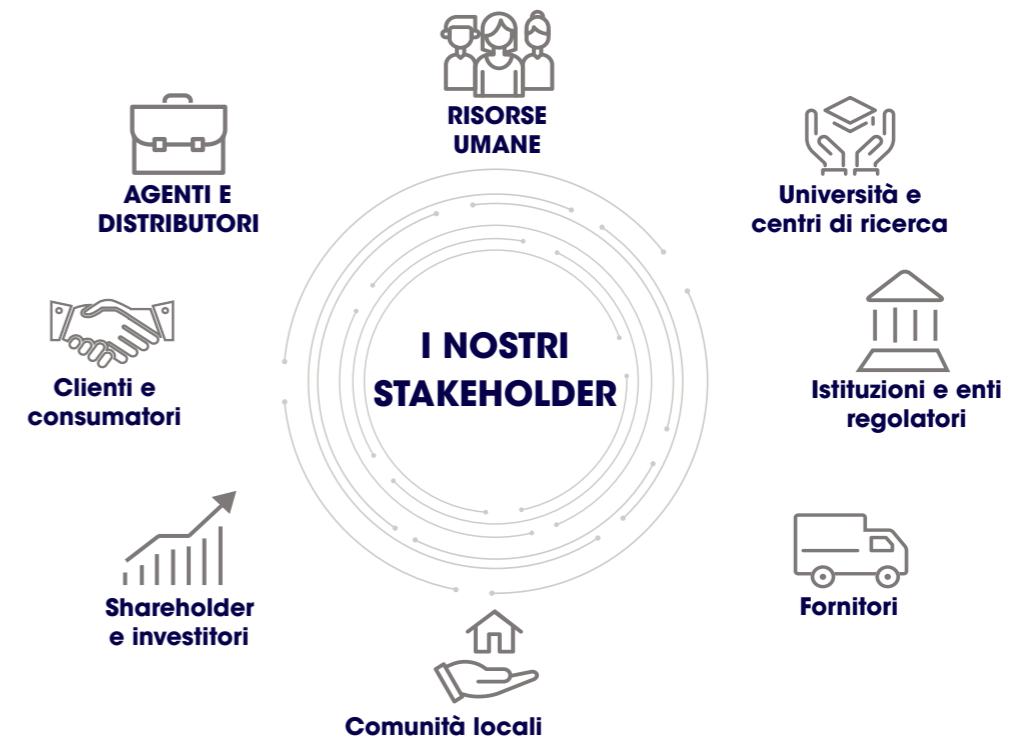 RISORSE
UMANE
AGENTI E
DISTRIBUTORI
Università e
centri di ricerca
I NOSTRI
STAKEHOLDER
Clienti e
consumatori
Istituzioni e enti
regolatori
Shareholder
e investitori
Fornitori
Comunità locali